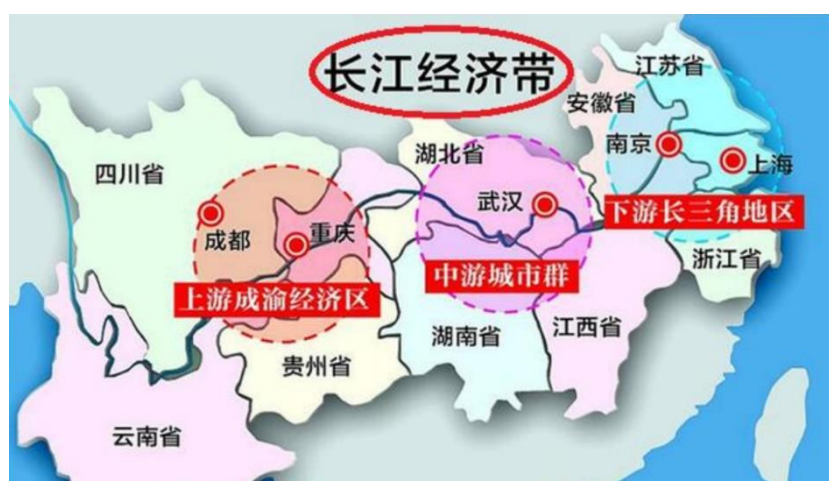 长江经济带
江苏省
安徽省
南京
上海
下游长三角地区
浙江省
湖北省
武汉
中游城市群
湖南省
江西省
四川省
成都
重庆
上游成渝经济区
贵州省
云南省